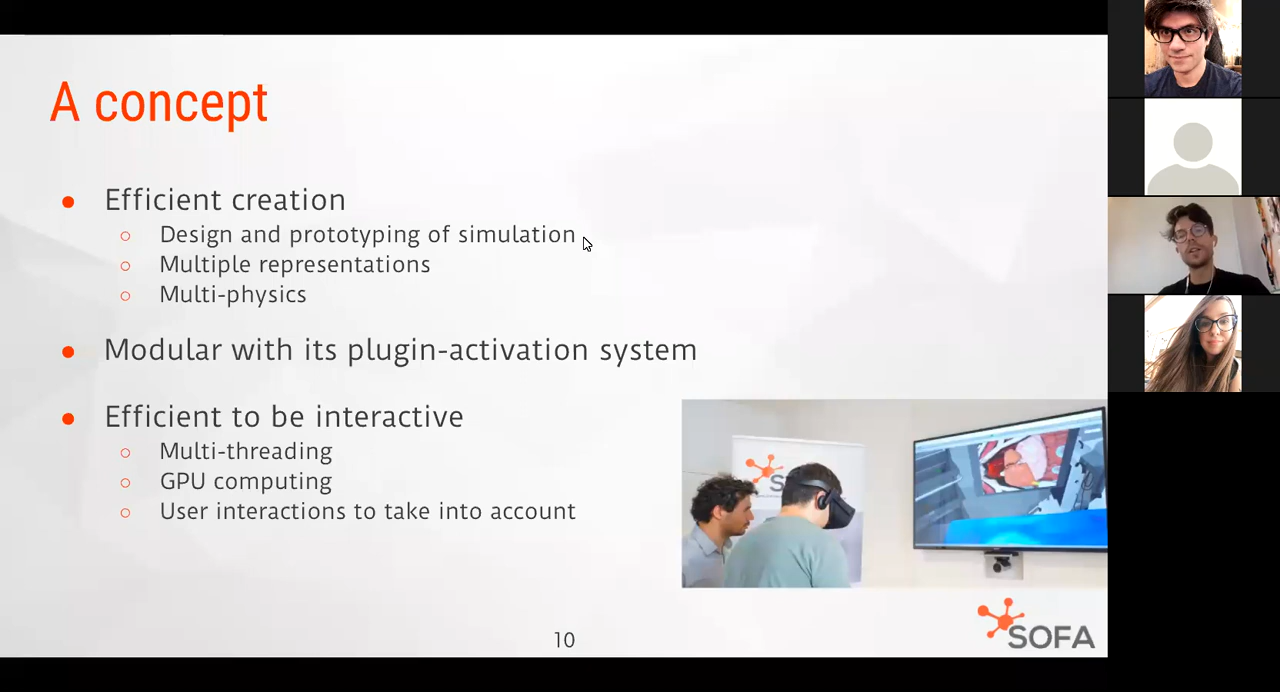 A concept
Efficient creation
Design and prototyping of simulation
Multiple representations
Multi-physics
Modular with its plugin-activation system
Efficient to be interactive
Multi-threading
GPU computing
User interactions to take into account
10
SOFA